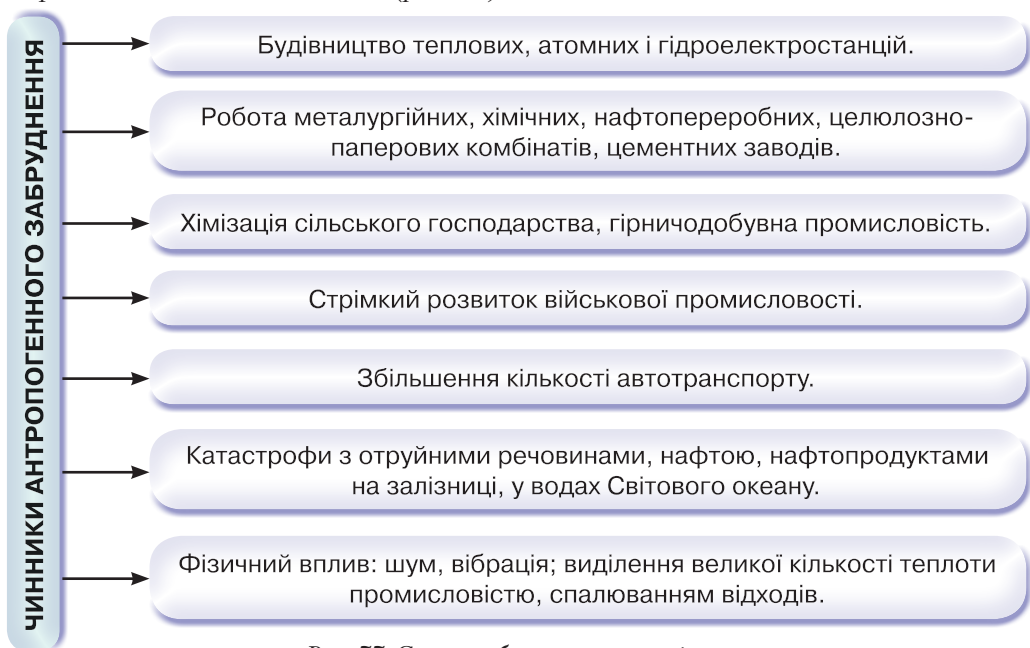 ЧИННИКИ АНТРОПОГЕННОГО ЗАБРУДНЕННЯ
Будівництво теплових, атомних і гідроелектростанцій.
Робота металургійних, хімічних, нафтопереробних, целюлозно-
паперових комбінатів, цементних заводів.
Хімізація сільського господарства, гірничодобувна промисловість.
Стрімкий розвиток військової промисловості.
Збільшення кількості автотранспорту.
Катастрофи з отруйними речовинами, нафтою, нафтопродуктами
на залізниці, у водах Світового океану.
Фізичний вплив: шум, вібрація; виділення великої кількості теплоти
промисловістю, спалюванням відходів.